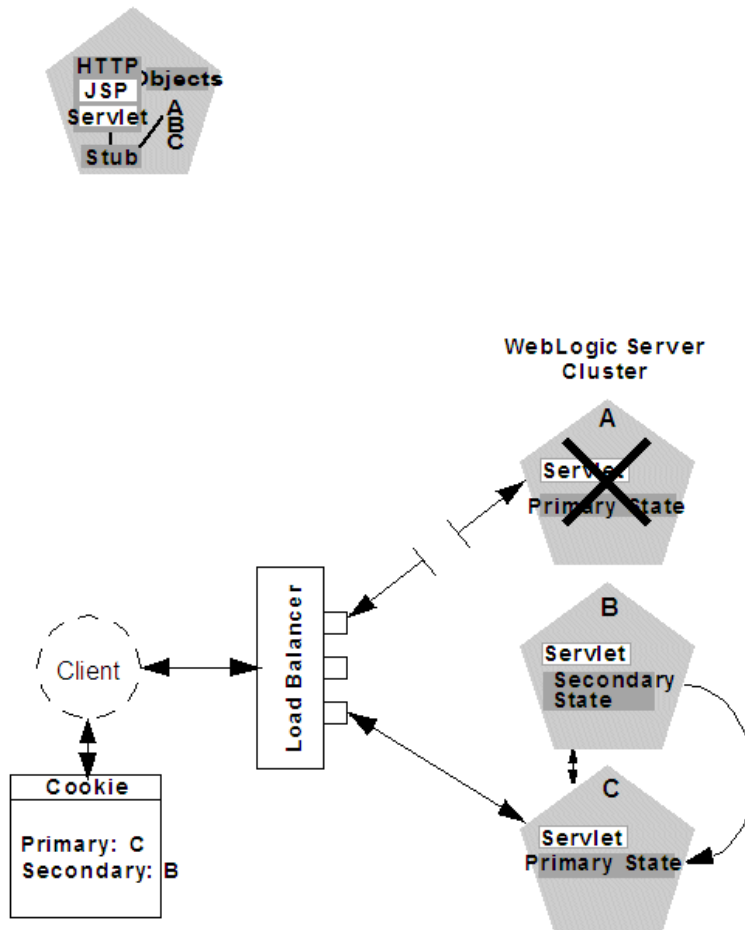 HTTP
Objects
JSP
Servlet
A
B
C
Stub
WebLogic Server
Cluster
A
Servlet
Primary State
B
Servlet
Secondary
State
Load Balancer
Client
Cookie
Primary: C
Secondary: B
C
Servlet
Primary State